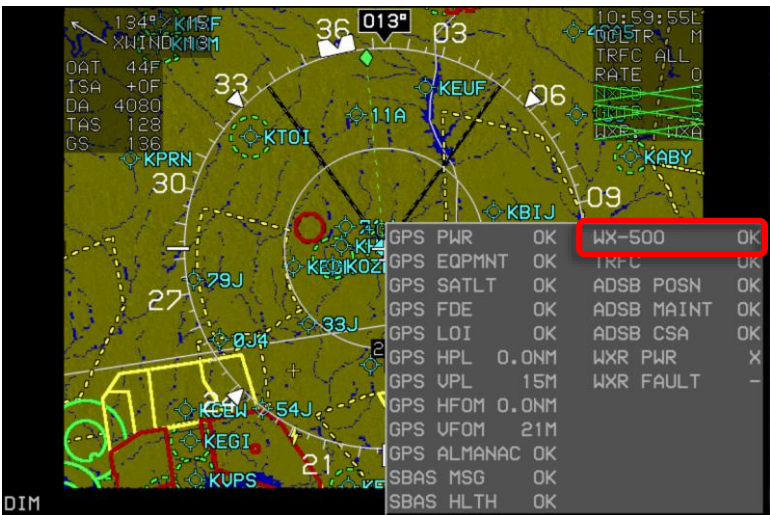 134°
36 013° 03
10:59:55L
XWIND
M
TRFC ALL
OAT 44F
RATE 0
ISA +0F
33
KEUF
06
DA 4080
11A
TAS 128
GS 136
KTOI
KPRN
KABY
30
09
KBIJ
79J
27
33J
0J4
54J
KEGI
21
KVPS
GPS PWR OK
GPS EQPMNT OK
GPS SATLT OK
GPS FDE OK
GPS LOI OK
GPS HPL 0.0NM
GPS VPL 15M
GPS HFOM 0.0NM
GPS VFOM 21M
GPS ALMANAC OK
SBAS MSG OK
SBAS HLTH OK
WX-500 OK
TRFC OK
ADSB POSN OK
ADSB MAINT OK
ADSB CSA OK
WXR PWR X
WXR FAULT -
DIM